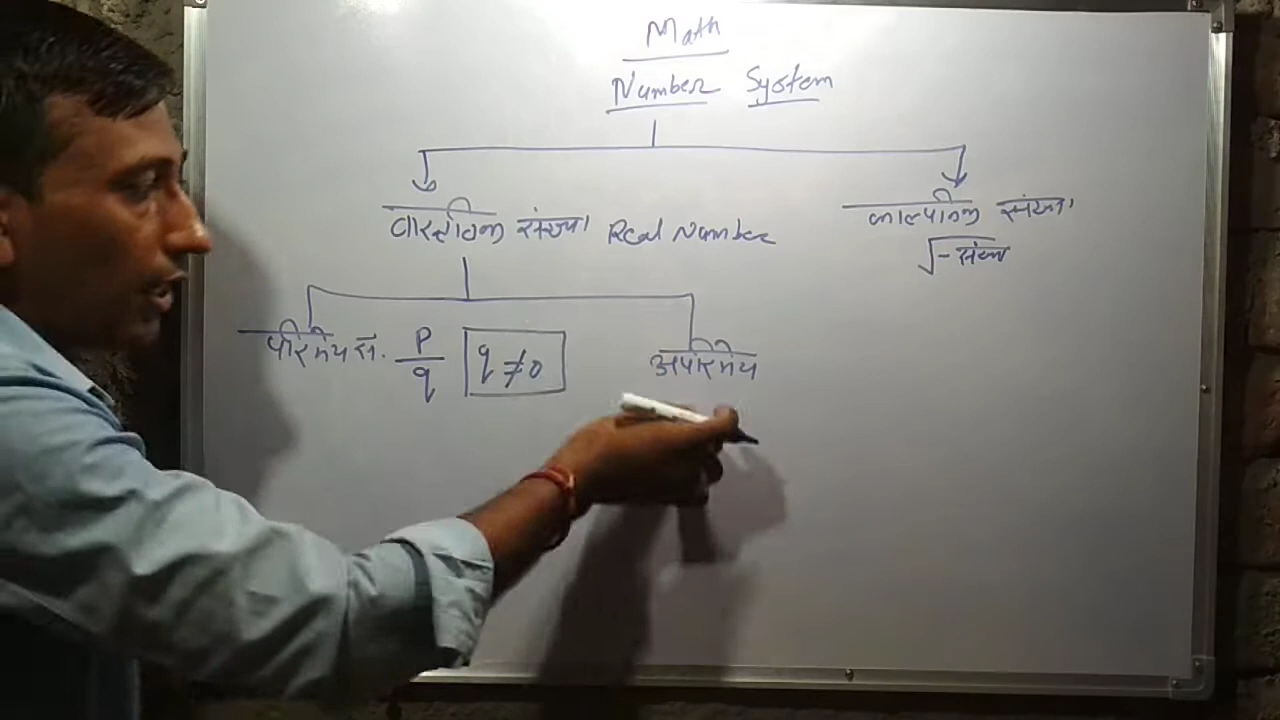 Math
Number System
वास्तविक संख्या Real Number
काल्पनिक संख्या
√-संख्या
परिमेय सं. P/q q ≠ 0
अपरिमेय